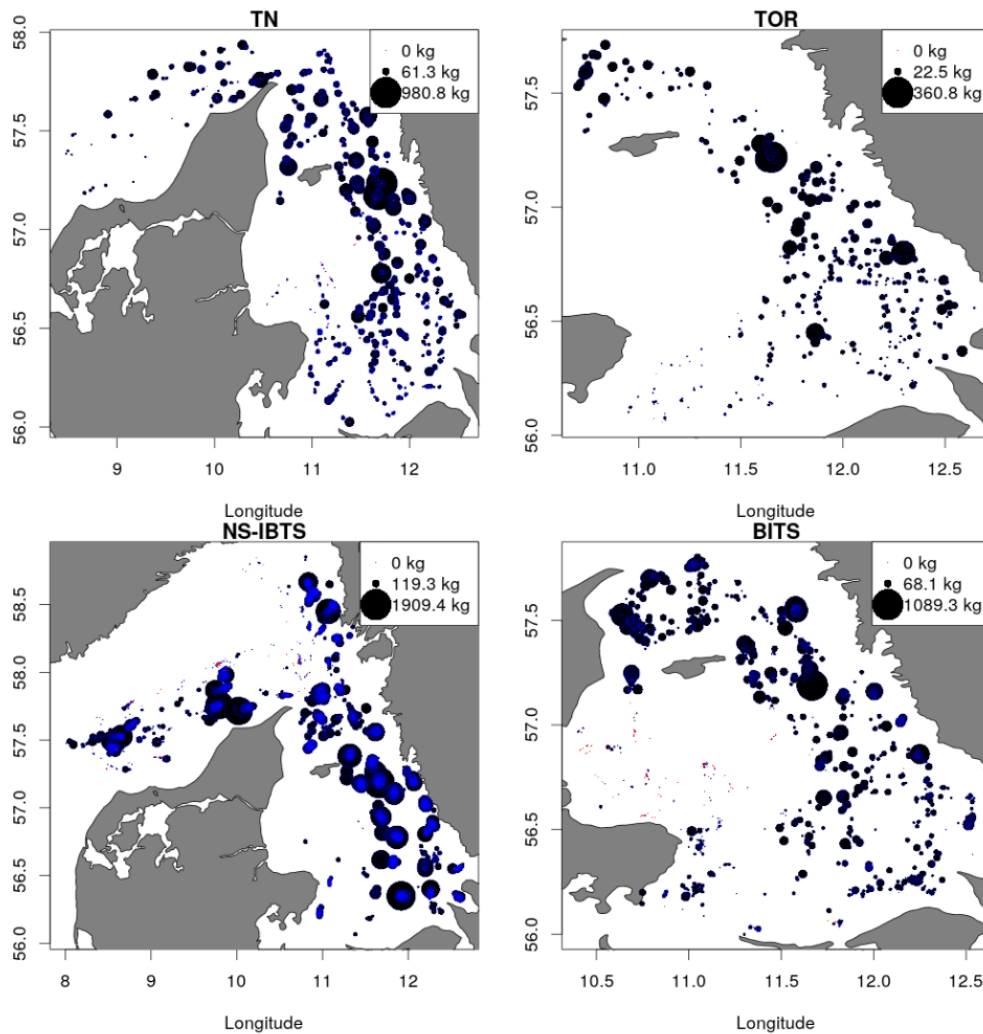 TN
0 kg
61.3 kg
980.8 kg
58.0
57.5
57.0
56.5
56.0
9 10 11 12
Longitude
TOR
0 kg
22.5 kg
360.8 kg
57.5
57.0
56.5
56.0
11.0 11.5 12.0 12.5
Longitude
NS-IBTS
0 kg
119.3 kg
1909.4 kg
58.5
58.0
57.5
57.0
56.5
56.0
8 9 10 11 12
Longitude
BITS
0 kg
68.1 kg
1089.3 kg
57.5
57.0
56.5
56.0
10.5 11.0 11.5 12.0 12.5
Longitude